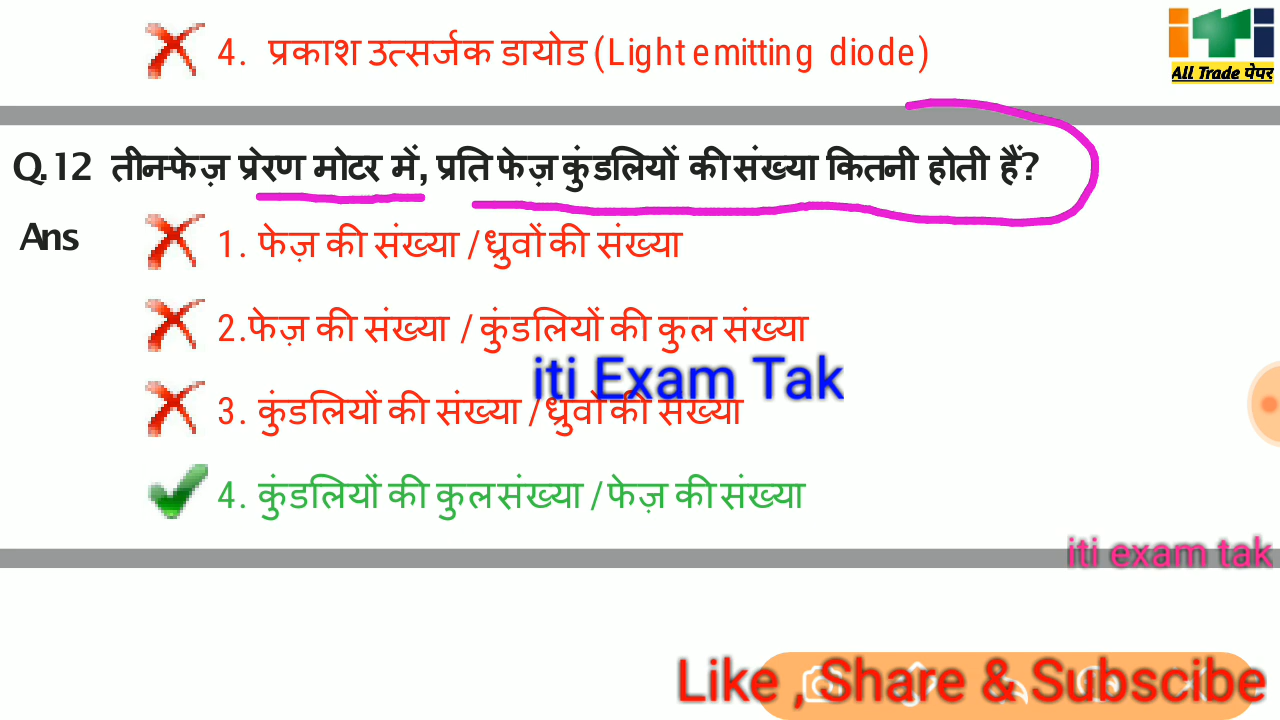 4. प्रकाश उत्सर्जक डायोड (Light emitting diode)
iTi
All Trade पेपर
Q.12 तीन-फेज़ प्रेरण मोटर में, प्रति फेज़ कुंडलियों की संख्या कितनी होती हैं?
Ans
1. फेज़ की संख्या / ध्रुवों की संख्या
2.फेज़ की संख्या / कुंडलियों की कुल संख्या
iti Exam Tak
3. कुंडलियों की संख्या / ध्रुवों की संख्या
4. कुंडलियों की कुल संख्या / फेज़ की संख्या
iti exam tak
Like , Share & Subscibe